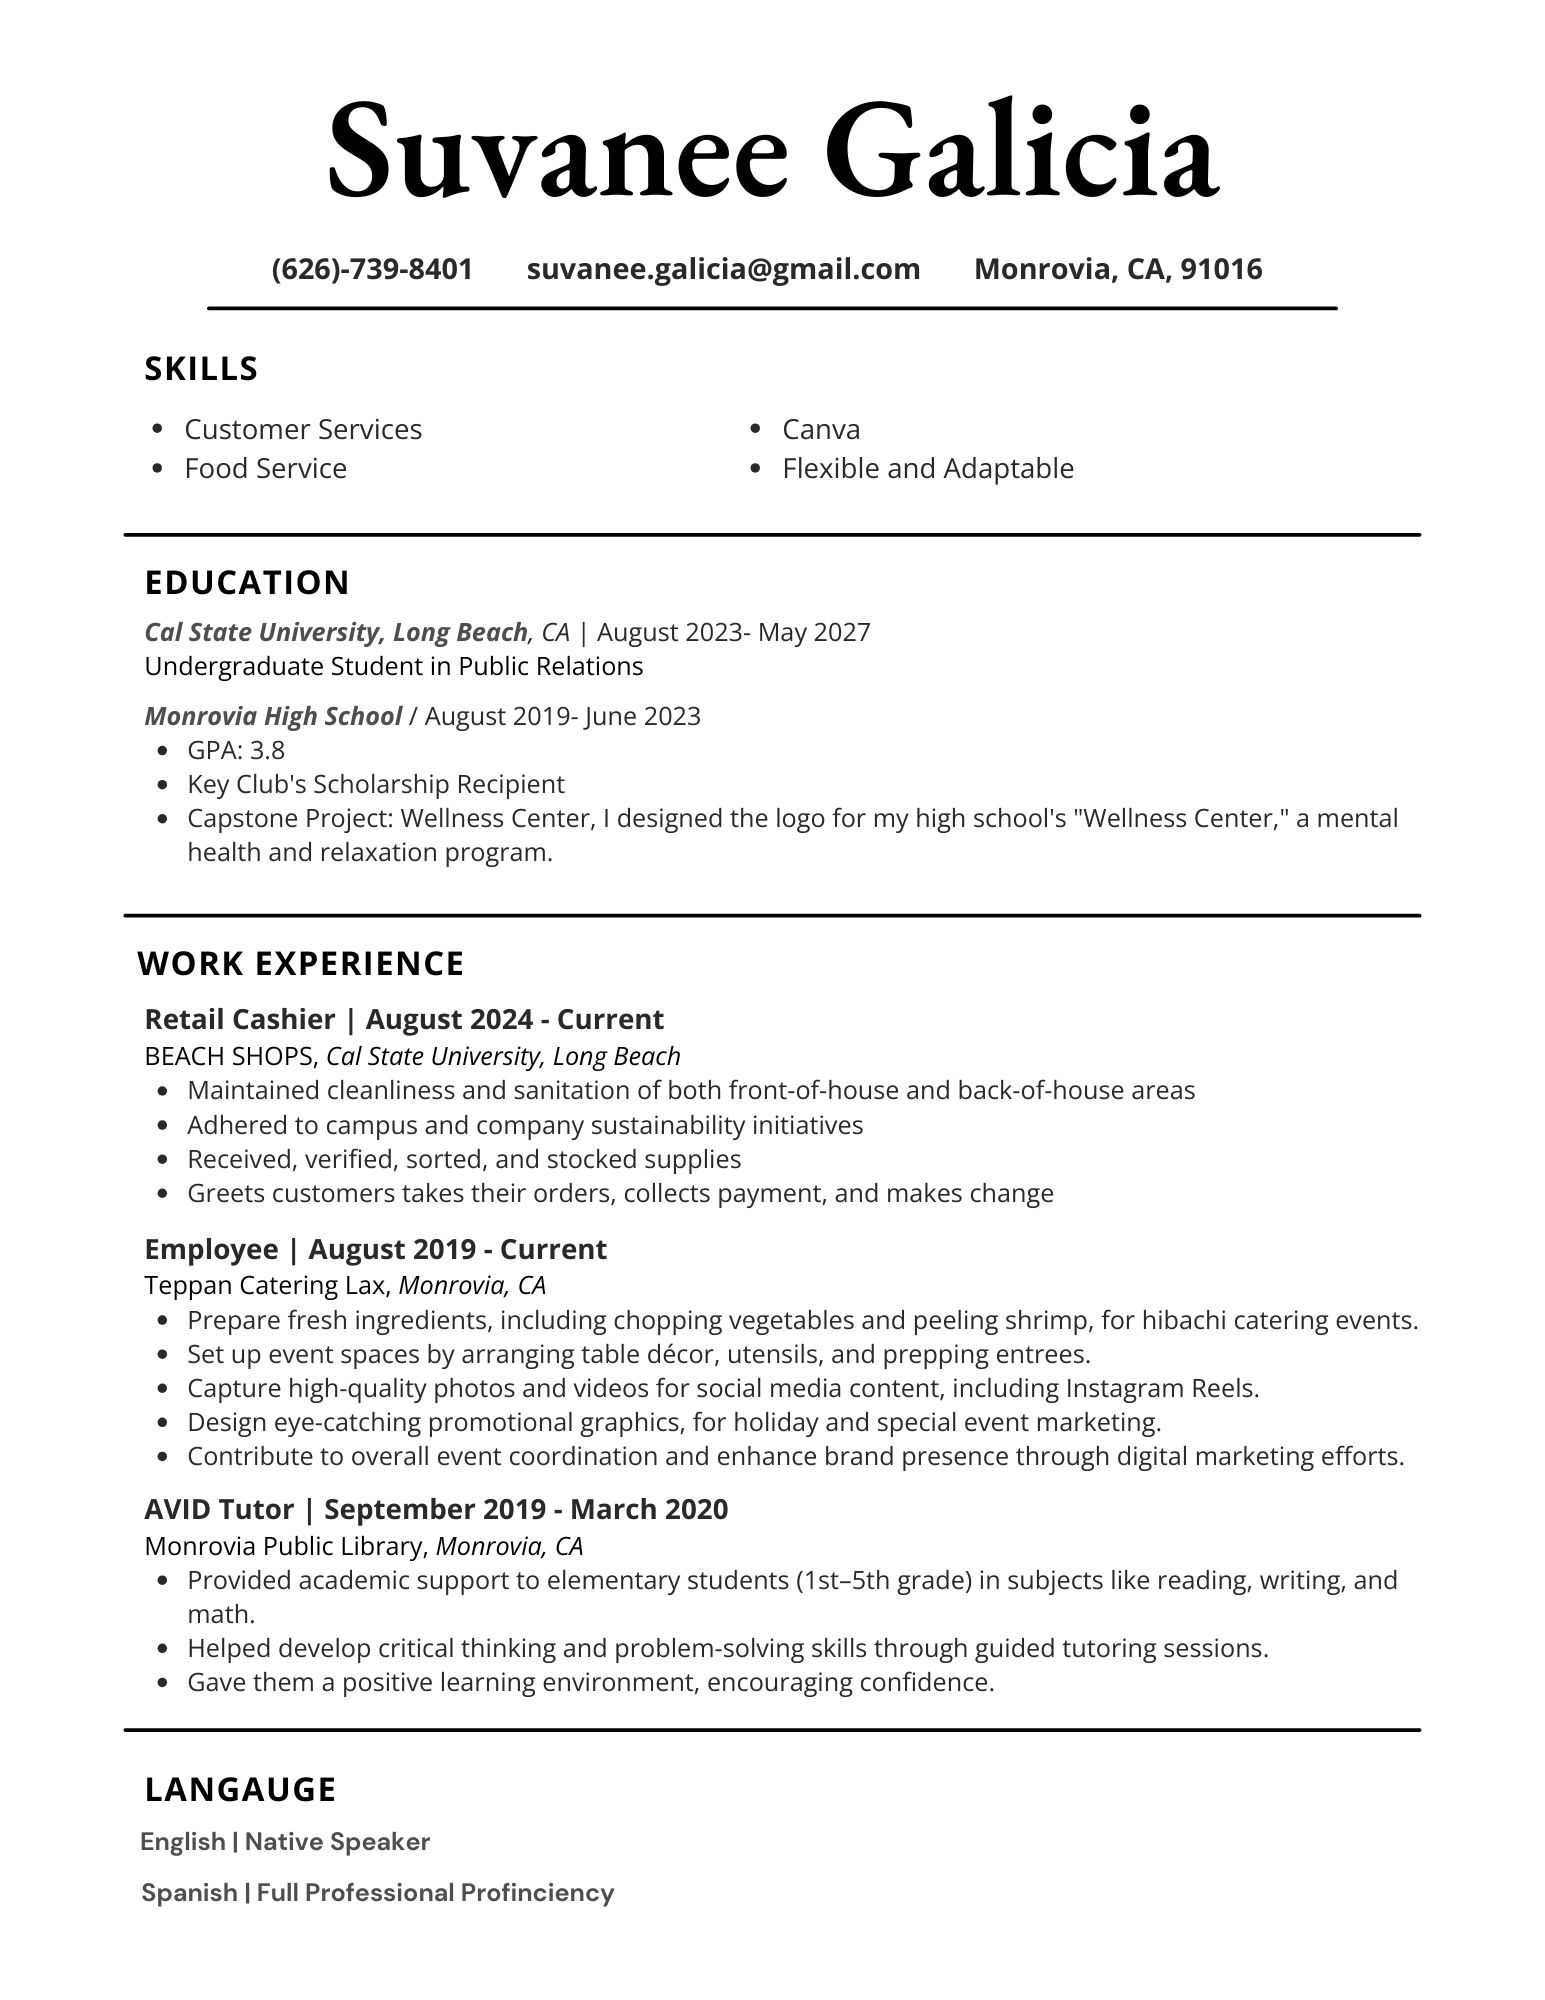 Suvanee Galicia
(626)-739-8401 suvanee.galicia@gmail.com Monrovia, CA, 91016
SKILLS
• Customer Services
• Food Service
• Canva
• Flexible and Adaptable
EDUCATION
Cal State University, Long Beach, CA | August 2023- May 2027
Undergraduate Student in Public Relations
Monrovia High School / August 2019- June 2023
• GPA: 3.8
• Key Club's Scholarship Recipient
• Capstone Project: Wellness Center, I designed the logo for my high school's "Wellness Center," a mental
health and relaxation program.
WORK EXPERIENCE
Retail Cashier | August 2024 - Current
BEACH SHOPS, Cal State University, Long Beach
• Maintained cleanliness and sanitation of both front-of-house and back-of-house areas
• Adhered to campus and company sustainability initiatives
• Received, verified, sorted, and stocked supplies
• Greets customers takes their orders, collects payment, and makes change
Employee | August 2019 - Current
Teppan Catering Lax, Monrovia, CA
• Prepare fresh ingredients, including chopping vegetables and peeling shrimp, for hibachi catering events.
• Set up event spaces by arranging table décor, utensils, and prepping entrees.
• Capture high-quality photos and videos for social media content, including Instagram Reels.
• Design eye-catching promotional graphics, for holiday and special event marketing.
• Contribute to overall event coordination and enhance brand presence through digital marketing efforts.
AVID Tutor | September 2019 - March 2020
Monrovia Public Library, Monrovia, CA
• Provided academic support to elementary students (1st–5th grade) in subjects like reading, writing, and
math.
• Helped develop critical thinking and problem-solving skills through guided tutoring sessions.
• Gave them a positive learning environment, encouraging confidence.
LANGAUGE
English | Native Speaker
Spanish | Full Professional Profinciency